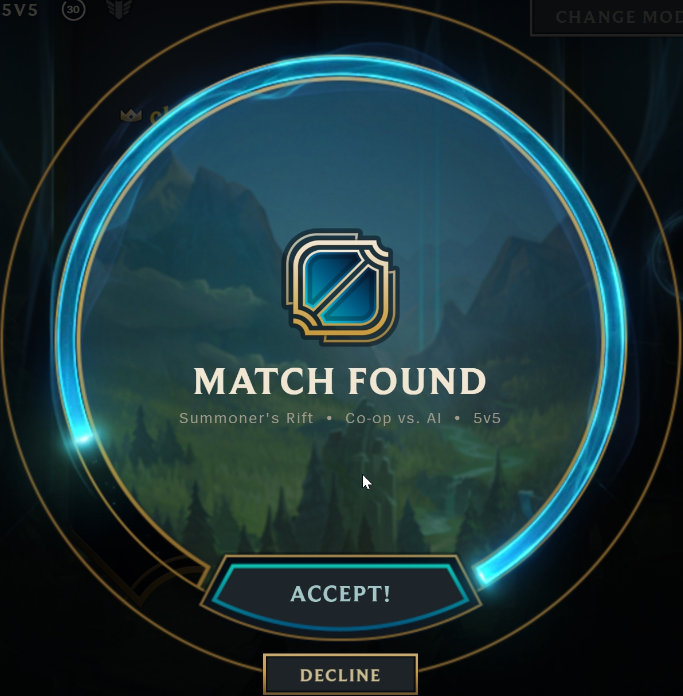 5V5 30
CHANGE MOD
MATCH FOUND
Summoner's Rift • Co-op vs. AI • 5v5
ACCEPT!
DECLINE